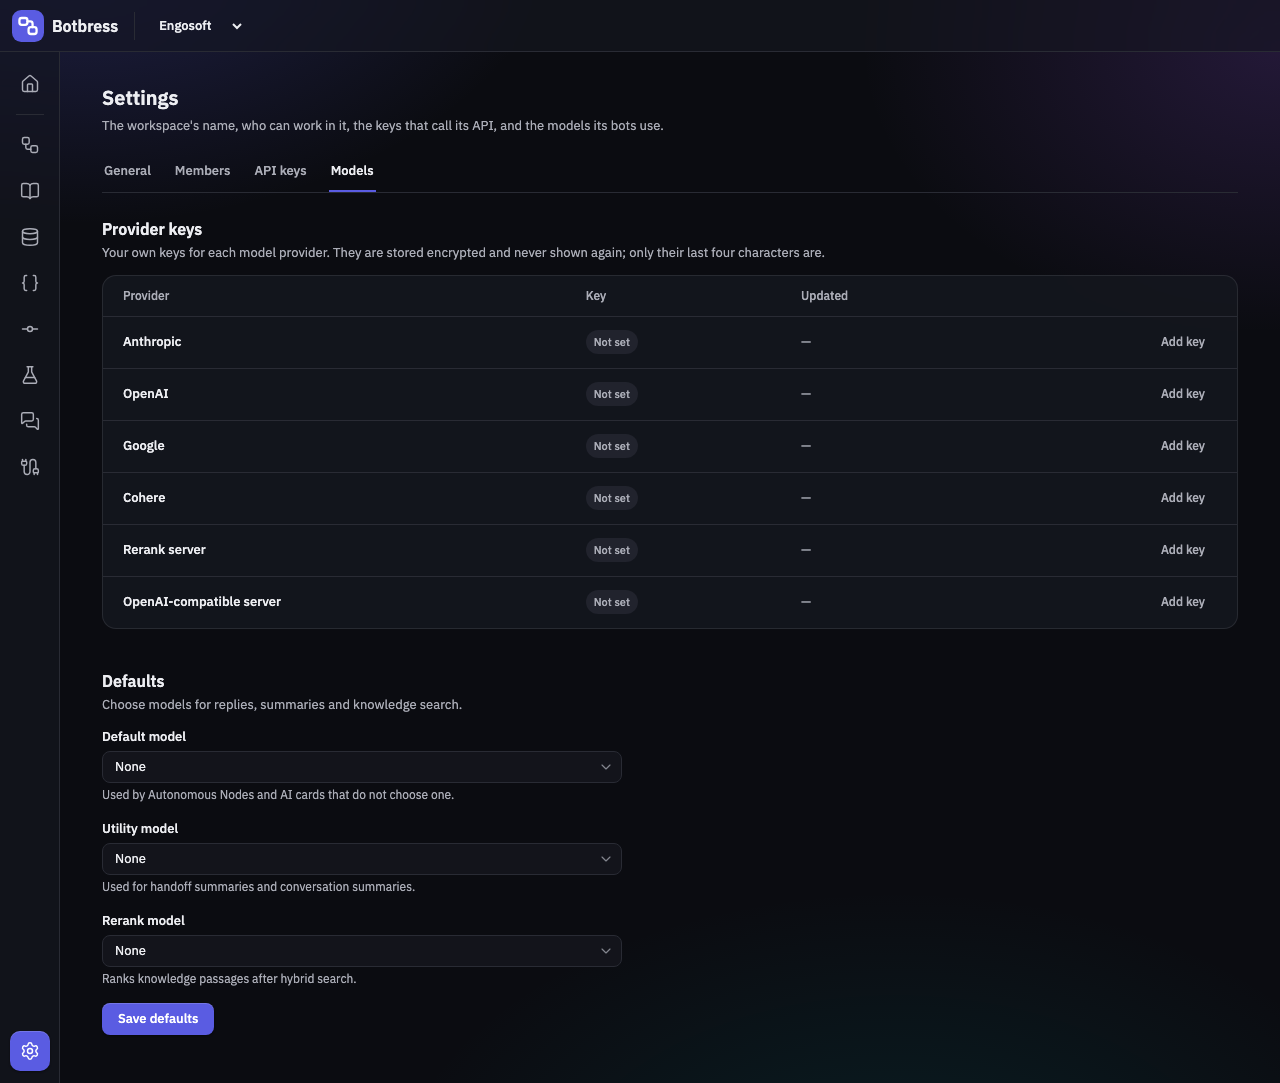 Botbress
Engosoft
Settings
The workspace's name, who can work in it, the keys that call its API, and the models its bots use.
General
Members
API keys
Models
Provider keys
Your own keys for each model provider. They are stored encrypted and never shown again; only their last four characters are.
Provider Key Updated
Anthropic Not set — Add key
OpenAI Not set — Add key
Google Not set — Add key
Cohere Not set — Add key
Rerank server Not set — Add key
OpenAI-compatible server Not set — Add key
Defaults
Choose models for replies, summaries and knowledge search.
Default model
None
Used by Autonomous Nodes and AI cards that do not choose one.
Utility model
None
Used for handoff summaries and conversation summaries.
Rerank model
None
Ranks knowledge passages after hybrid search.
Save defaults